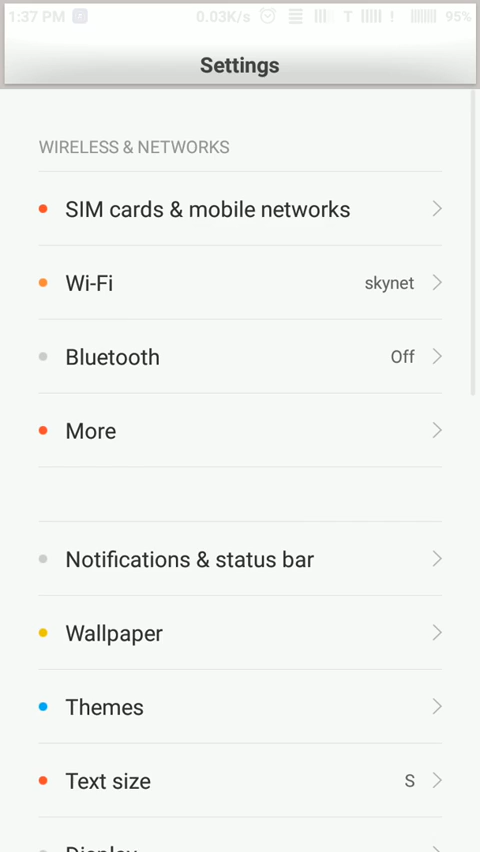 1:37 PM 0.03K/s T ! 95%
Settings
WIRELESS & NETWORKS
SIM cards & mobile networks
Wi-Fi skynet
Bluetooth Off
More
Notifications & status bar
Wallpaper
Themes
Text size S
Display